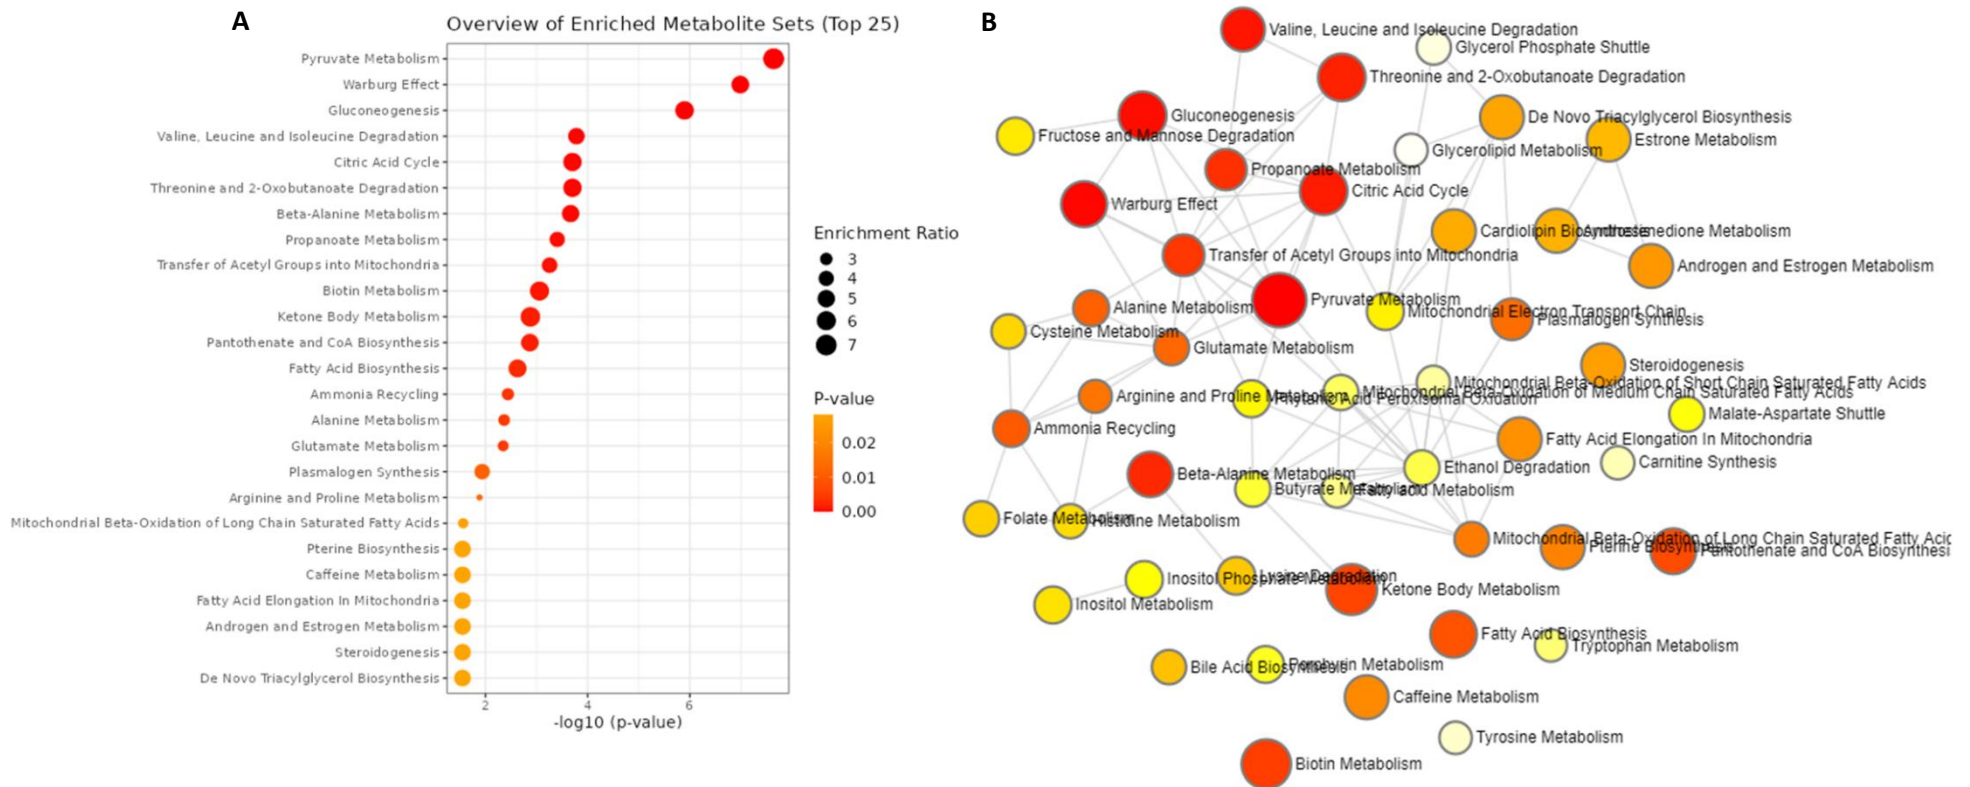 A
Overview of Enriched Metabolite Sets (Top 25)
Pyruvate Metabolism
Warburg Effect
Gluconeogenesis
Valine, Leucine and Isoleucine Degradation
Citric Acid Cycle
Threonine and 2-Oxobutanoate Degradation
Beta-Alanine Metabolism
Propanoate Metabolism
Transfer of Acetyl Groups into Mitochondria
Biotin Metabolism
Ketone Body Metabolism
Pantothenate and CoA Biosynthesis
Fatty Acid Biosynthesis
Ammonia Recycling
Alanine Metabolism
Glutamate Metabolism
Plasmalogen Synthesis
Arginine and Proline Metabolism
Mitochondrial Beta-Oxidation of Long Chain Saturated Fatty Acids
Pterine Biosynthesis
Caffeine Metabolism
Fatty Acid Elongation In Mitochondria
Androgen and Estrogen Metabolism
Steroidogenesis
De Novo Triacylglycerol Biosynthesis
2
4
6
-log10 (p-value)
Enrichment Ratio
3
4
5
6
7
P-value
0.02
0.01
0.00
B
Valine, Leucine and Isoleucine Degradation
Glycerol Phosphate Shuttle
Threonine and 2-Oxobutanoate Degradation
Gluconeogenesis
De Novo Triacylglycerol Biosynthesis
Fructose and Mannose Degradation
Estrone Metabolism
Glycerolipid Metabolism
Propanoate Metabolism
Citric Acid Cycle
Warburg Effect
Cardiolipin Biosynthesis
Androstenedione Metabolism
Transfer of Acetyl Groups into Mitochondria
Androgen and Estrogen Metabolism
Pyruvate Metabolism
Alanine Metabolism
Mitochondrial Electron Transport Chain
Plasmalogen Synthesis
Cysteine Metabolism
Glutamate Metabolism
Steroidogenesis
Mitochondrial Beta-Oxidation of Short Chain Saturated Fatty Acids
Mitochondrial Beta-Oxidation of Medium Chain Saturated Fatty Acids
Arginine and Proline Metabolism
Phytanic Acid Peroxisomal Oxidation
Malate-Aspartate Shuttle
Ammonia Recycling
Fatty Acid Elongation In Mitochondria
Carnitine Synthesis
Ethanol Degradation
Beta-Alanine Metabolism
Butyrate Metabolism
Fatty acid Metabolism
Folate Metabolism
Histidine Metabolism
Mitochondrial Beta-Oxidation of Long Chain Saturated Fatty Acic
Pterine Biosynthesis
Pantothenate and CoA Biosynthesi
Inositol Phosphate Metabolism
Lysine Degradation
Ketone Body Metabolism
Inositol Metabolism
Fatty Acid Biosynthesis
Tryptophan Metabolism
Bile Acid Biosynthesis
Porphyrin Metabolism
Caffeine Metabolism
Tyrosine Metabolism
Biotin Metabolism